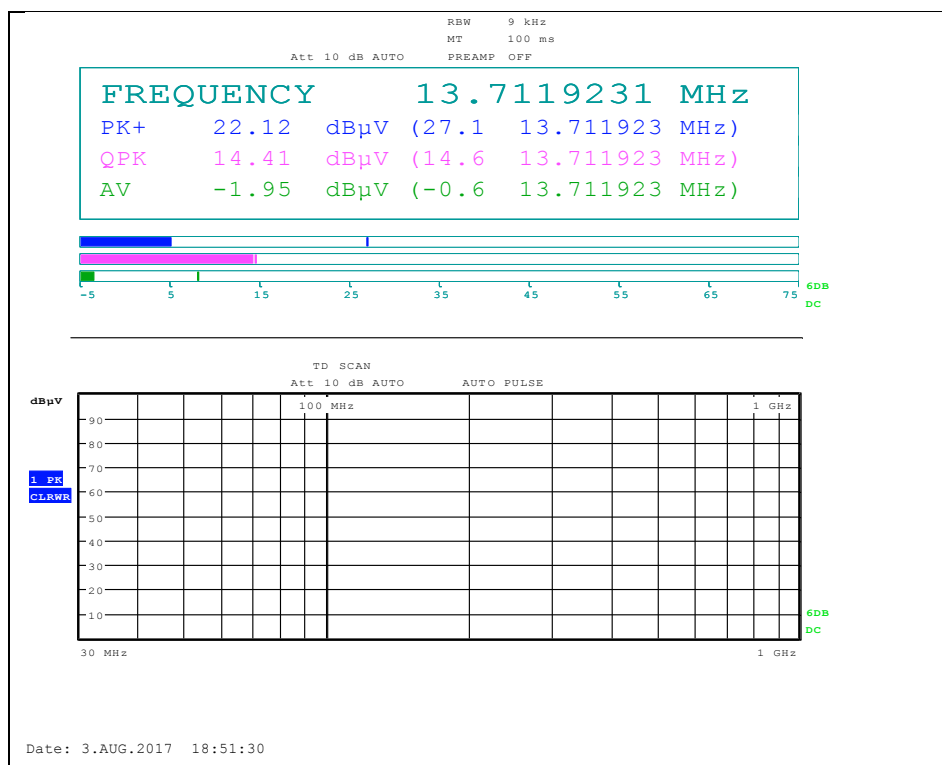 RBW 9 kHz
MT 100 ms
Att 10 dB AUTO PREAMP OFF
FREQUENCY 13.7119231 MHz
PK+ 22.12 dBµV (27.1 13.711923 MHz)
QPK 14.41 dBµV (14.6 13.711923 MHz)
AV -1.95 dBµV (-0.6 13.711923 MHz)
-5 5 15 25 35 45 55 65 75
6DB
DC
TD SCAN
Att 10 dB AUTO AUTO PULSE
dBµV
100 MHz 1 GHz
90
80
70
1 PK
CLRWR
60
50
40
30
20
10
6DB
DC
30 MHz 1 GHz
Date: 3.AUG.2017 18:51:30